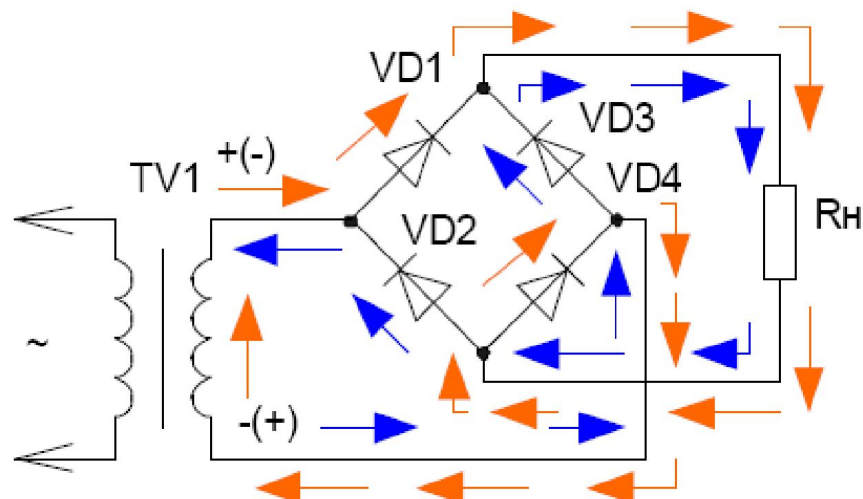 VD1
VD3
+(-)
TV1
VD4
VD2
Rн
~
-(+)